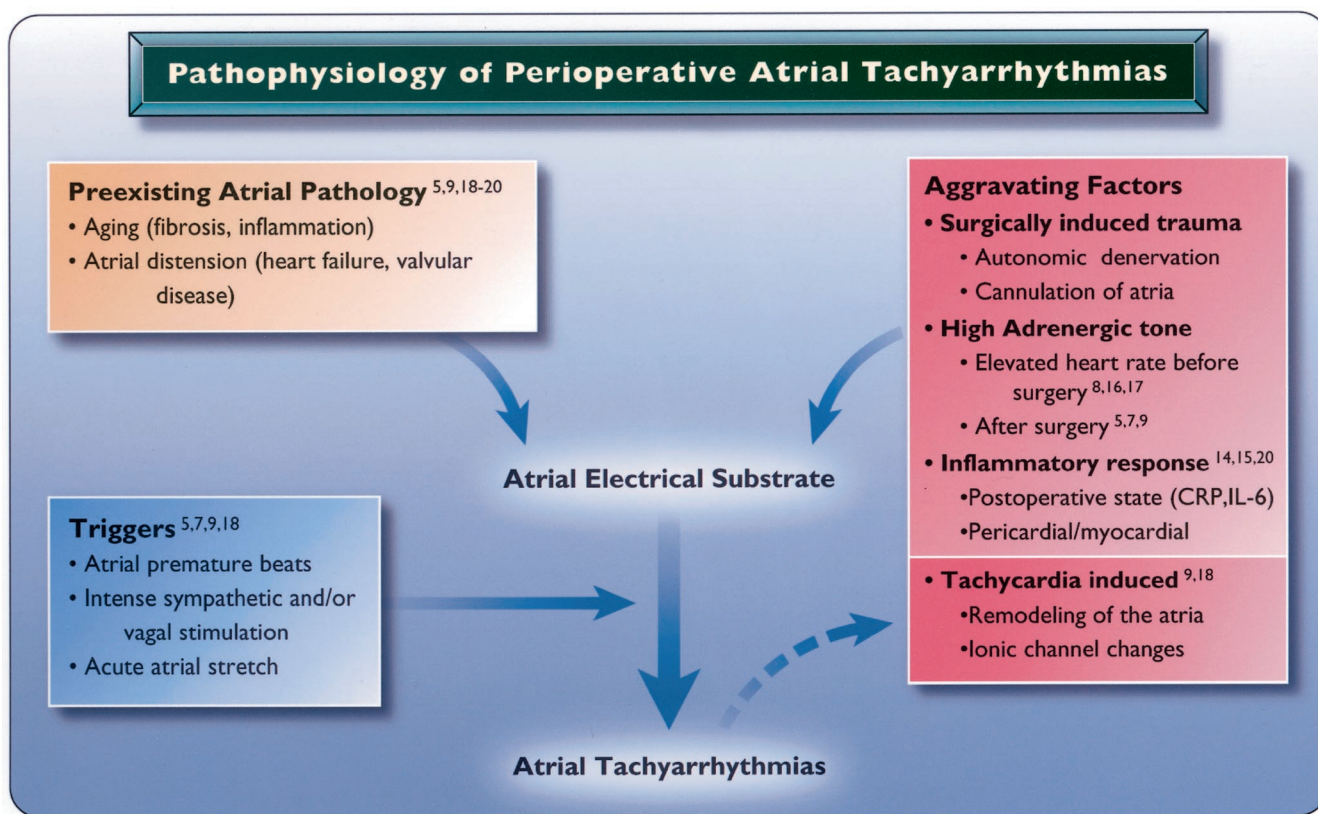 Pathophysiology of Perioperative Atrial Tachyarrhythmias
Preexisting Atrial Pathology 5,9,18-20
• Aging (fibrosis, inflammation)
• Atrial distension (heart failure, valvular
disease)
Triggers 5,7,9,18
• Atrial premature beats
• Intense sympathetic and/or
vagal stimulation
• Acute atrial stretch
Atrial Electrical Substrate
Atrial Tachyarrhythmias
Aggravating Factors
• Surgically induced trauma
• Autonomic denervation
• Cannulation of atria
• High Adrenergic tone
• Elevated heart rate before
surgery 8,16,17
• After surgery 5,7,9
• Inflammatory response 14,15,20
•Postoperative state (CRP,IL-6)
•Pericardial/myocardial
• Tachycardia induced 9,18
•Remodeling of the atria
•Ionic channel changes